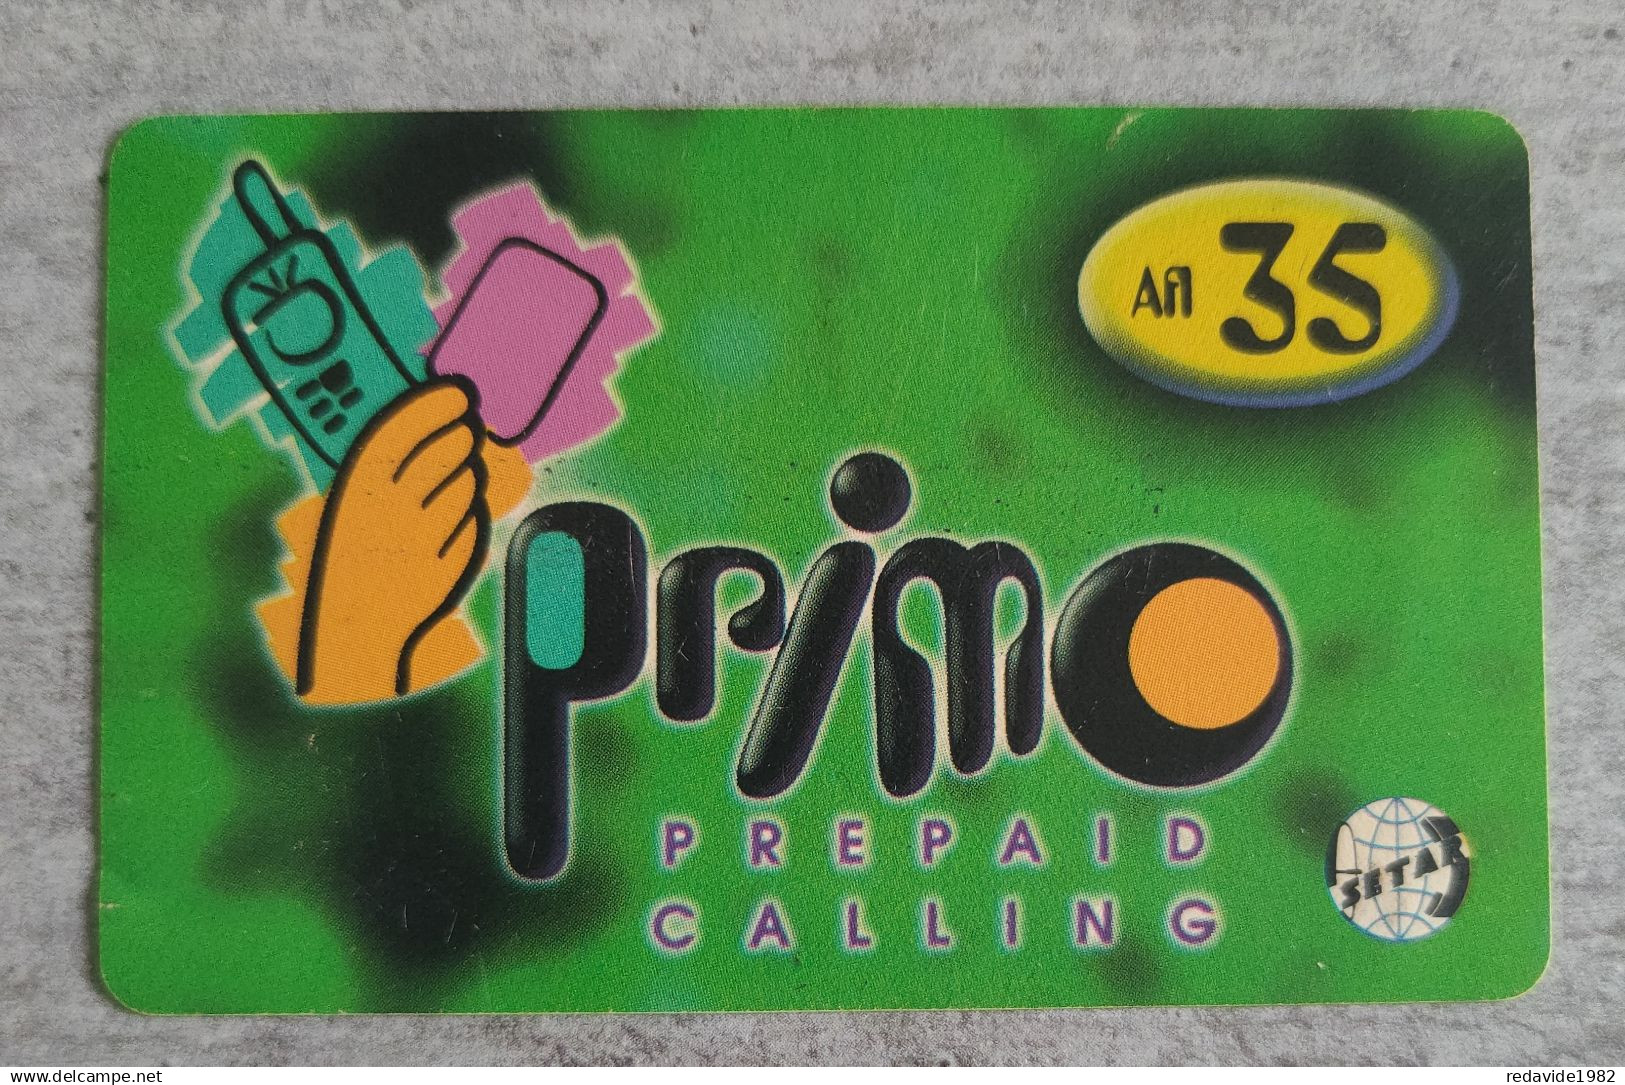 Afl 35
primo
PREPAID
CALLING
SETAR
www.delcampe.net
redavide1982